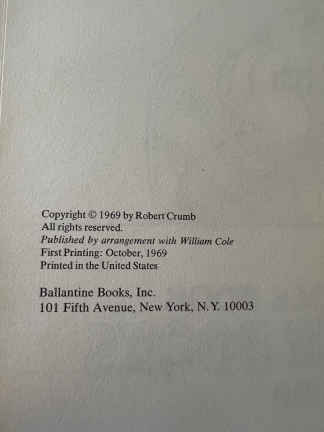 Copyright © 1969 by Robert Crumb
All rights reserved.
Published by arrangement with William Cole
First Printing: October, 1969
Printed in the United States
Ballantine Books, Inc.
101 Fifth Avenue, New York, N.Y. 10003